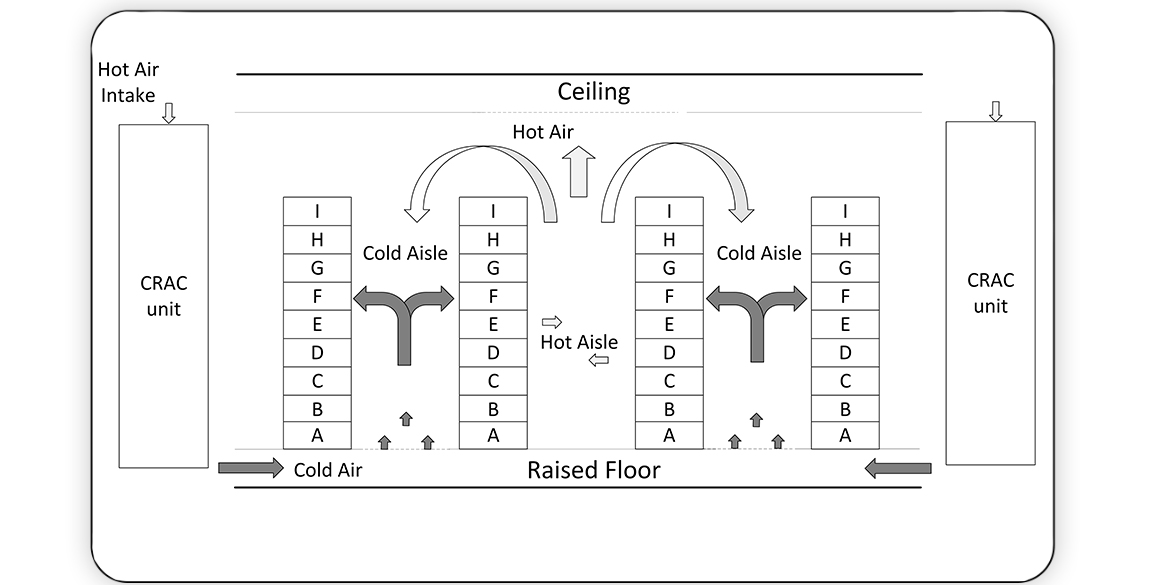 Hot Air
Intake
Ceiling
Hot Air
I I I I
H H H H
Cold Aisle Cold Aisle
G G G G
CRAC
unit
CRAC
unit
F F F F
E E E E
Hot Aisle
D D D D
C C C C
B B B B
A A A A
Cold Air
Raised Floor